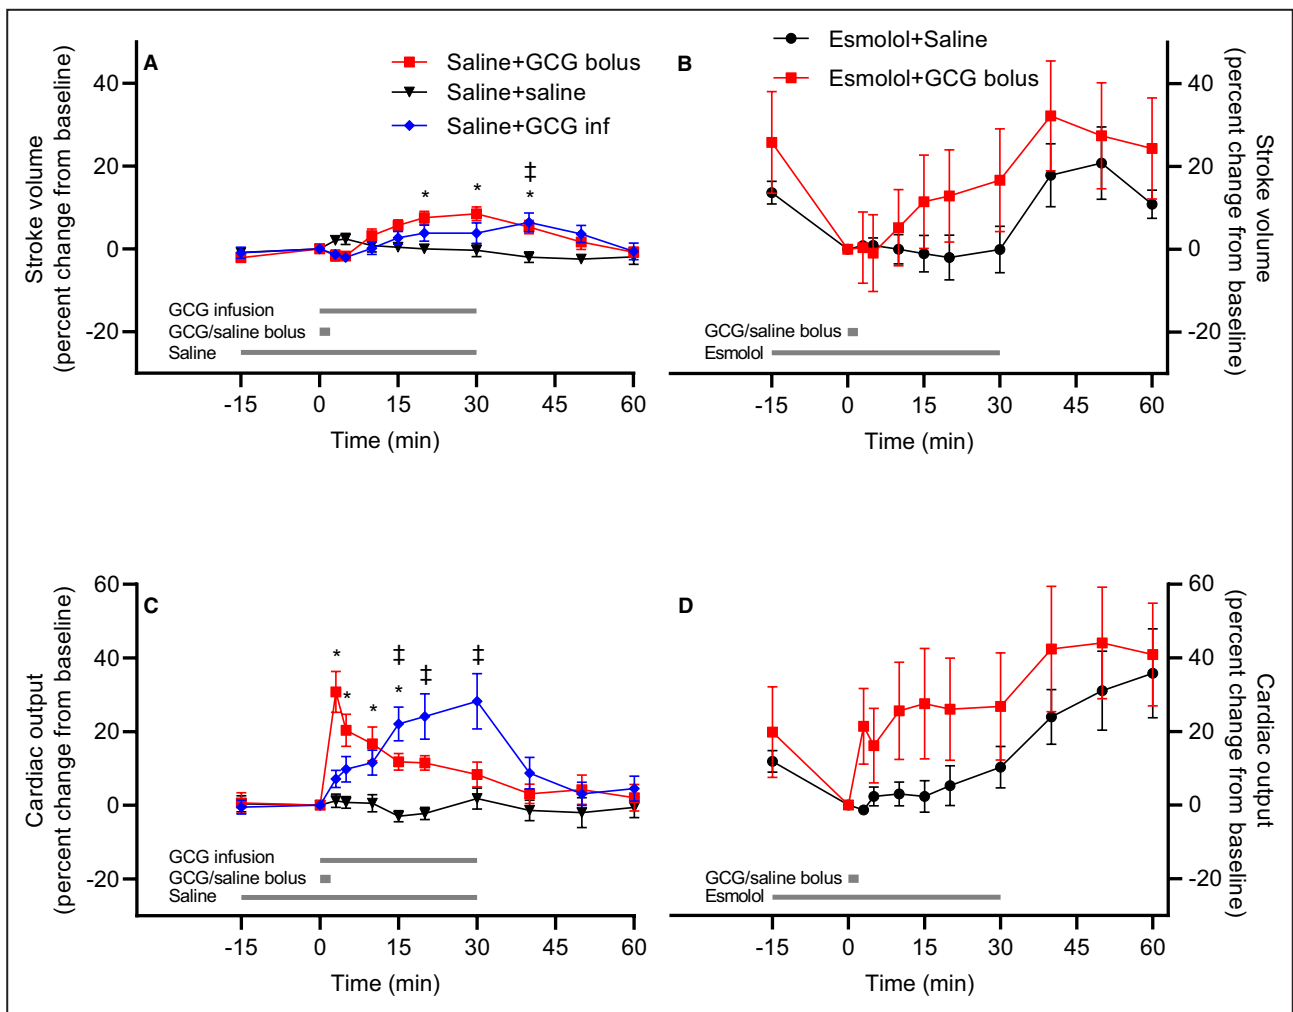 A
Saline+GCG bolus
Saline+saline
Saline+GCG inf
Stroke volume
(percent change from baseline)
40
20
0
-20
*
*
‡
*
GCG infusion
GCG/saline bolus
Saline
-15 0 15 30 45 60
Time (min)
B
Esmolol+Saline
Esmolol+GCG bolus
Stroke volume
(percent change from baseline)
40
20
0
-20
GCG/saline bolus
Esmolol
-15 0 15 30 45 60
Time (min)
C
Cardiac output
(percent change from baseline)
60
40
20
0
-20
*
*
*
‡
*
‡
‡
GCG infusion
GCG/saline bolus
Saline
-15 0 15 30 45 60
Time (min)
D
Cardiac output
(percent change from baseline)
60
40
20
0
-20
GCG/saline bolus
Esmolol
-15 0 15 30 45 60
Time (min)